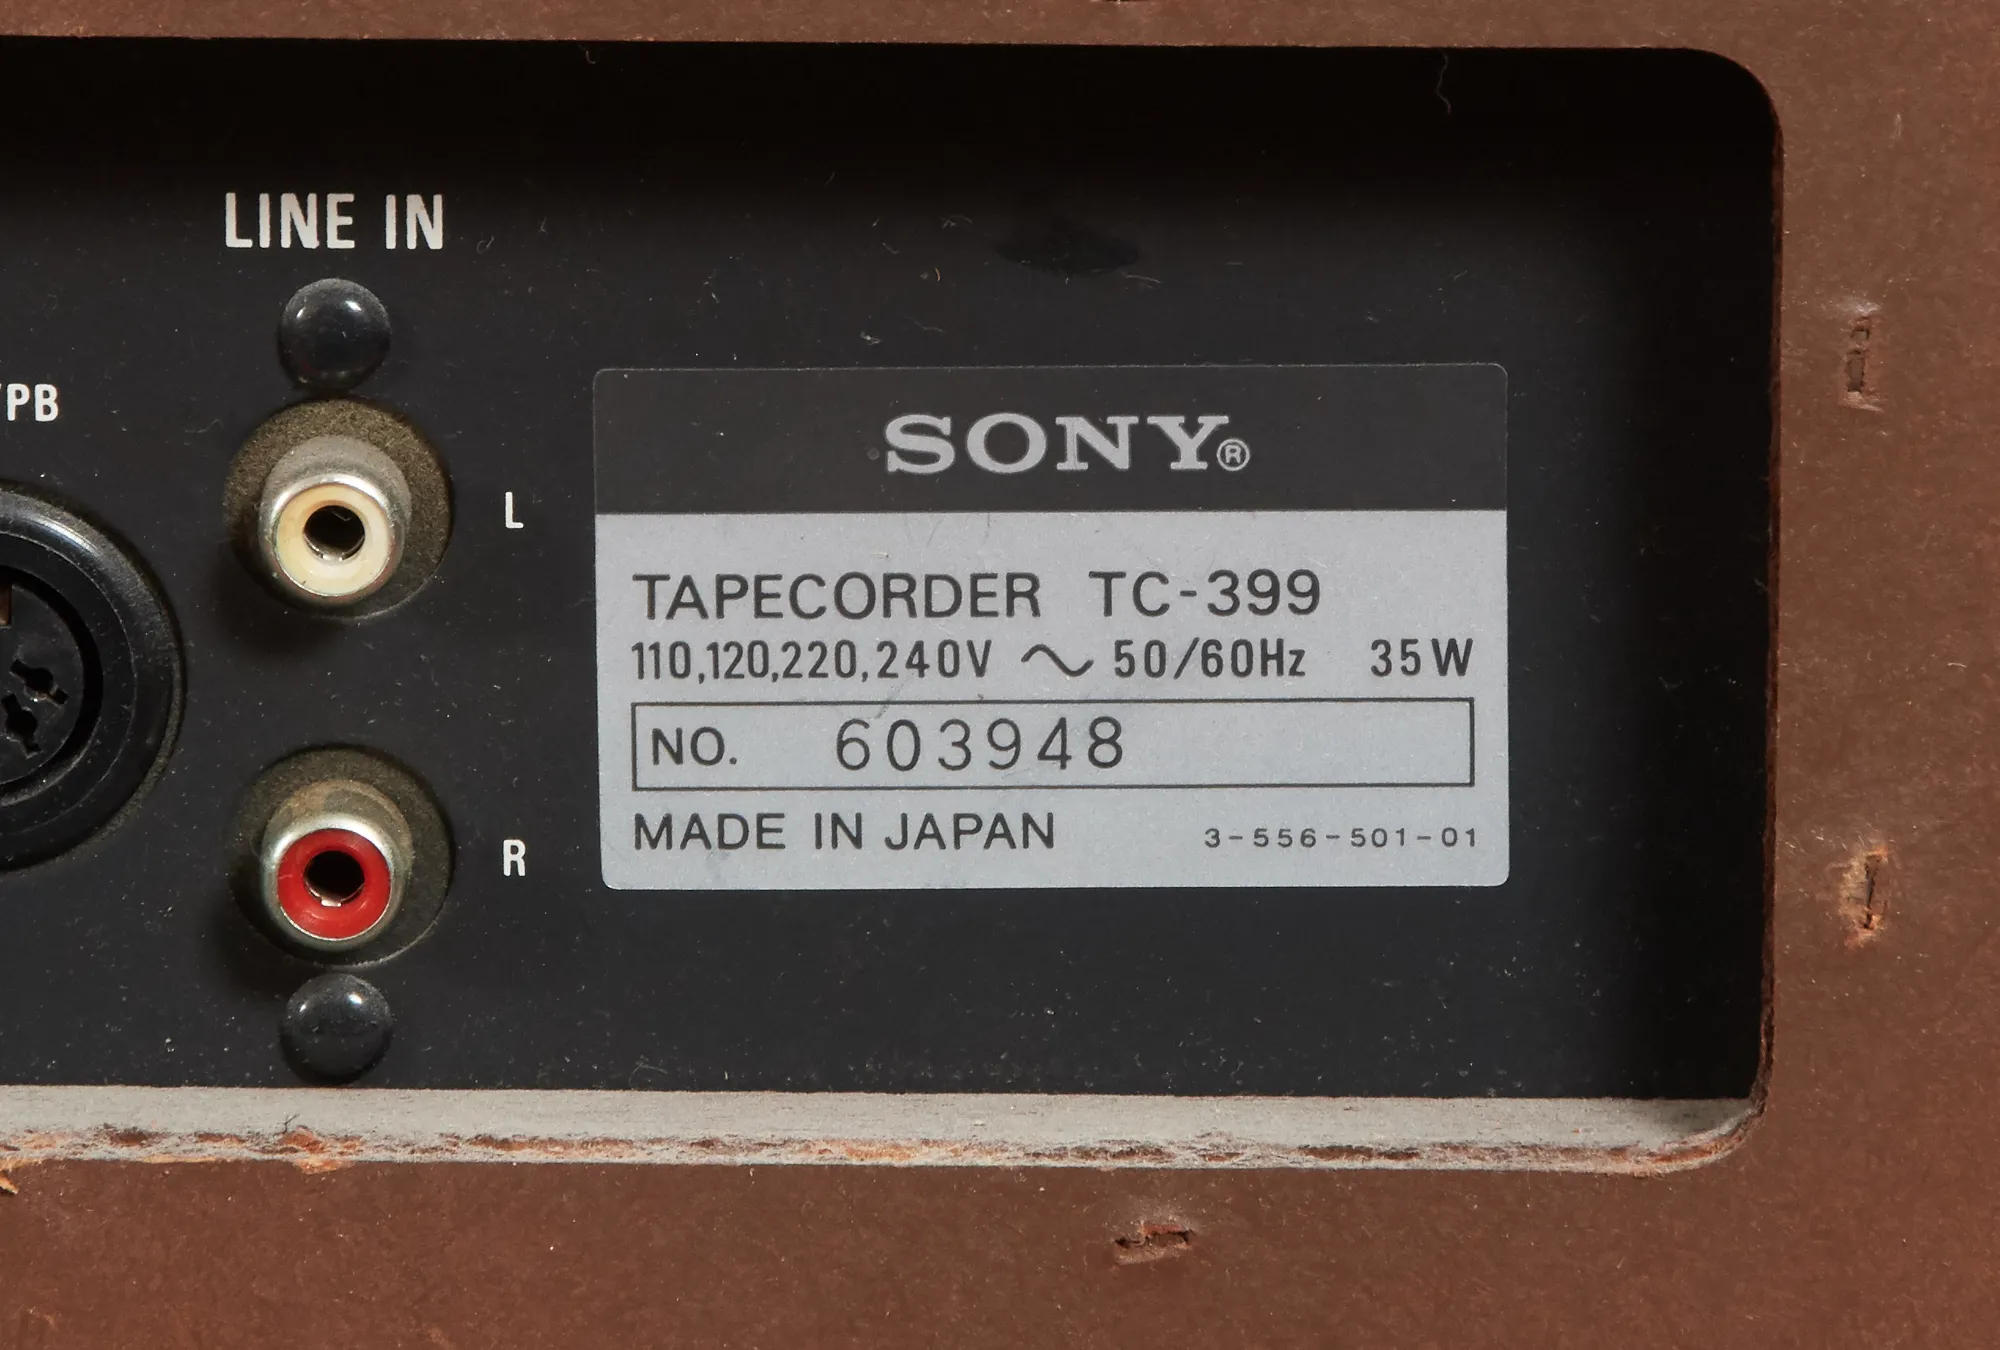 LINE IN
/PB
L
R
SONY®
TAPECORDER TC-399
110,120,220,240V ~ 50/60Hz 35W
NO. 603948
MADE IN JAPAN 3-556-501-01